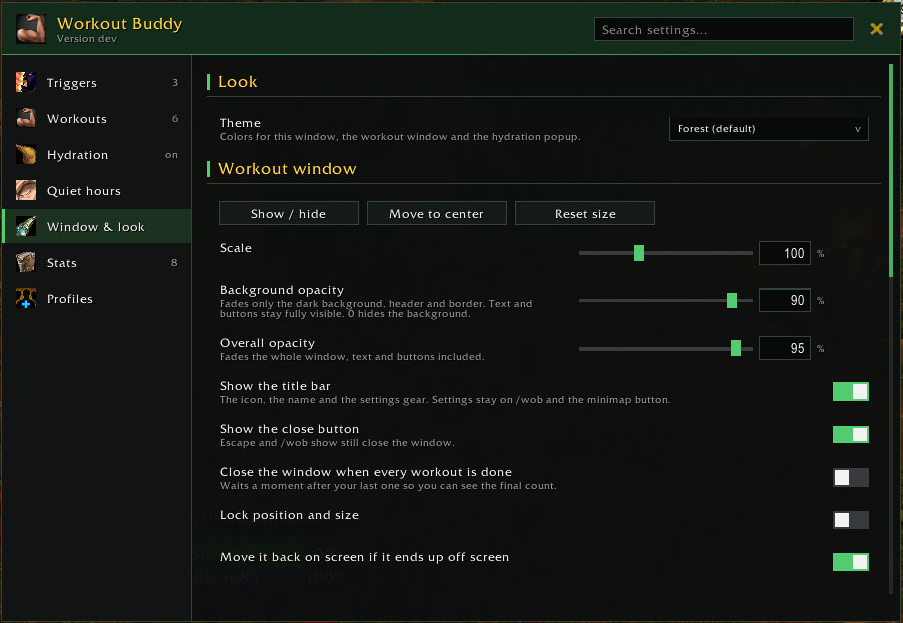 Workout Buddy
Version dev
Search settings...
Triggers 3
Workouts 6
Hydration on
Quiet hours
Window & look
Stats 8
Profiles
Look
Theme
Colors for this window, the workout window and the hydration popup.
Forest (default) v
Workout window
Show / hide Move to center Reset size
Scale
100 %
Background opacity
Fades only the dark background, header and border. Text and
buttons stay fully visible. 0 hides the background.
90 %
Overall opacity
Fades the whole window, text and buttons included.
95 %
Show the title bar
The icon, the name and the settings gear. Settings stay on /wob and the minimap button.
Show the close button
Escape and /wob show still close the window.
Close the window when every workout is done
Waits a moment after your last one so you can see the final count.
Lock position and size
Move it back on screen if it ends up off screen
100%